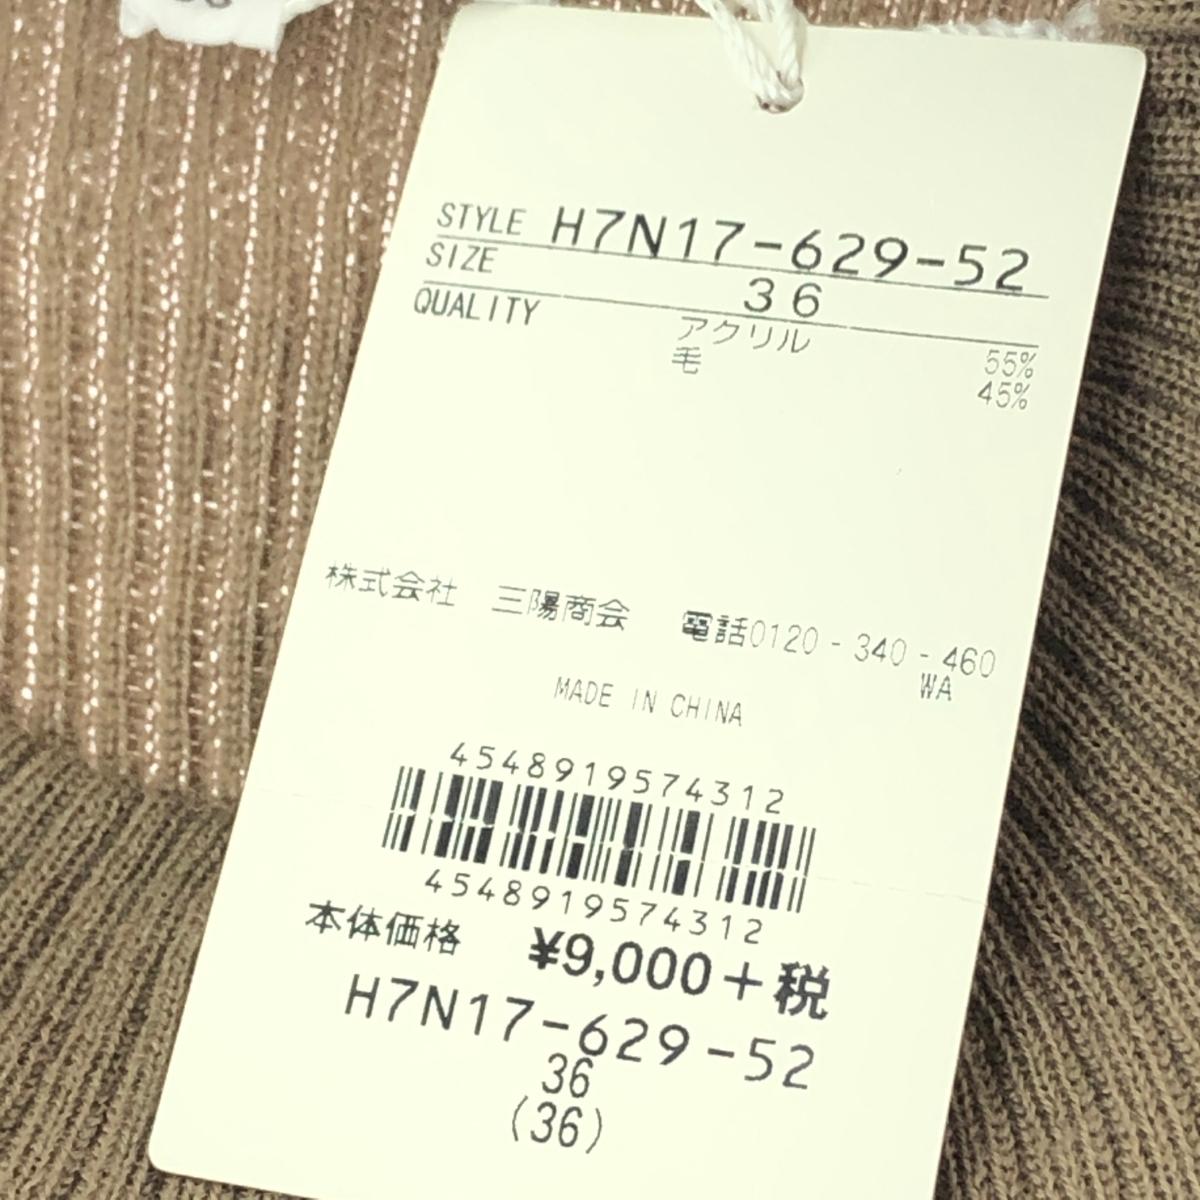 STYLE H7N17-629-52
SIZE 36
QUALITY アクリル 55%
毛 45%
株式会社 三陽商会 電話0120-340-460
WA
MADE IN CHINA
4548919574312
4548919574312
本体価格 ¥9,000+税
H7N17-629-52
36
(36)